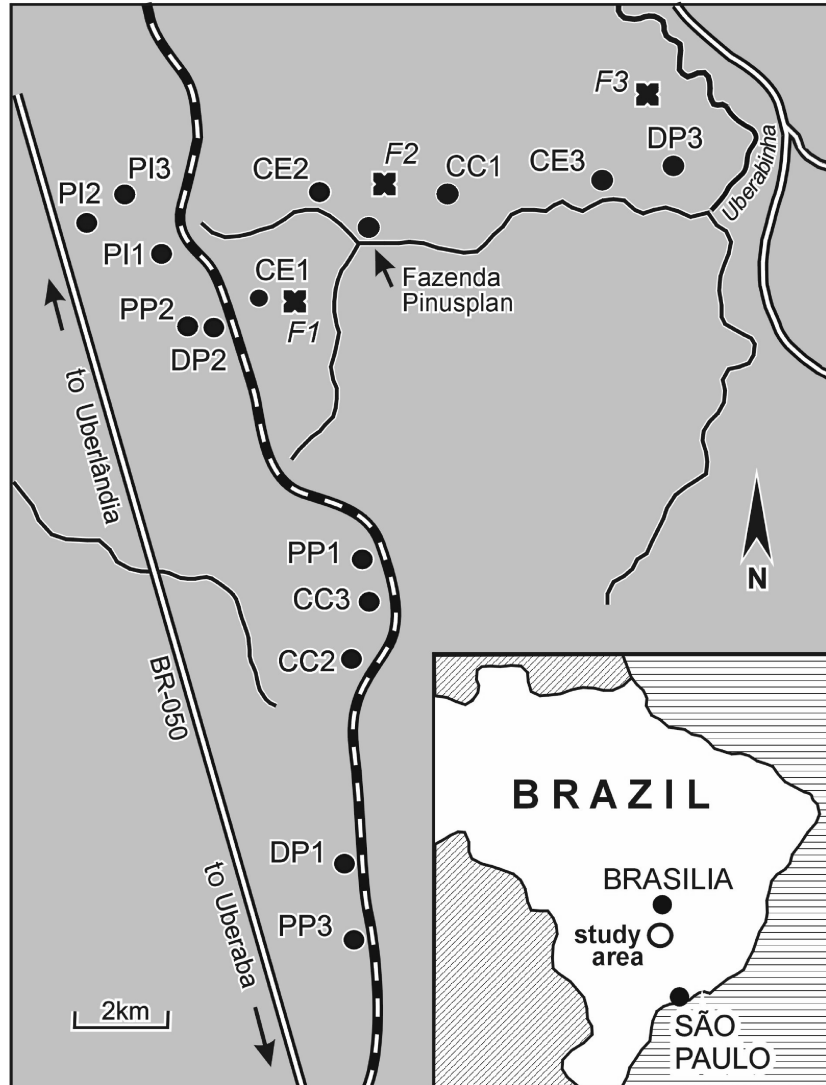 F3
DP3
CE3
CC1
F2
CE2
PI3
PI2
PI1
Uberabinha
Fazenda
Pinusplan
CE1
F1
PP2
DP2
to Uberlândia
PP1
CC3
CC2
N
BR-050
DP1
PP3
to Uberaba
2km
BRAZIL
BRASILIA
study
area
SÃO
PAULO